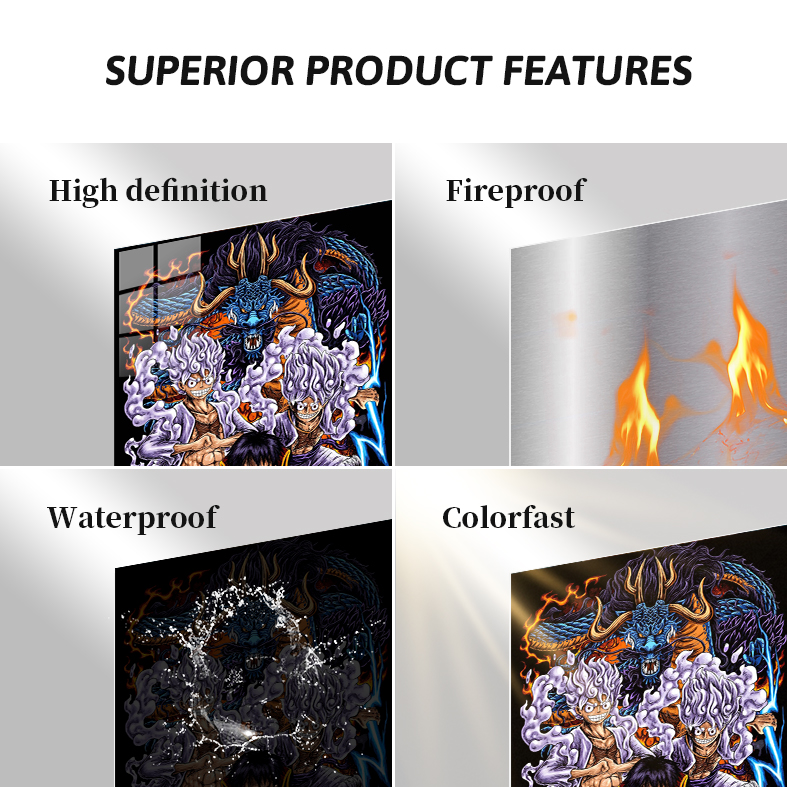 SUPERIOR PRODUCT FEATURES
High definition
Fireproof
Waterproof
Colorfast